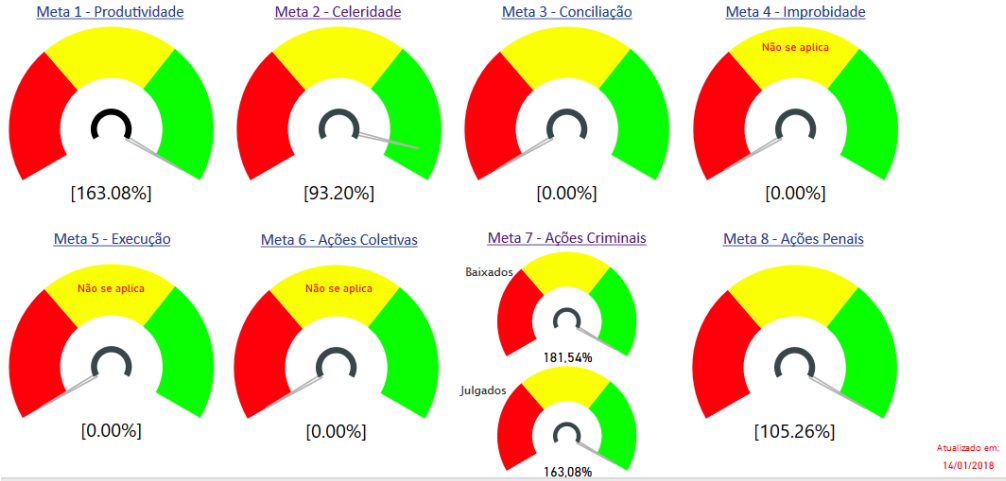 Meta 1 - Produtividade
Meta 2 - Celeridade
Meta 3 - Conciliação
Meta 4 - Improbidade
Não se aplica
[163.08%]
[93.20%]
[0.00%]
[0.00%]
Meta 5 - Execução
Meta 6 - Ações Coletivas
Meta 7 - Ações Criminais
Meta 8 - Ações Penais
Não se aplica
Não se aplica
Baixados
181,54%
Julgados
163,08%
[0.00%]
[0.00%]
[105.26%]
Atualizado em:
14/01/2018